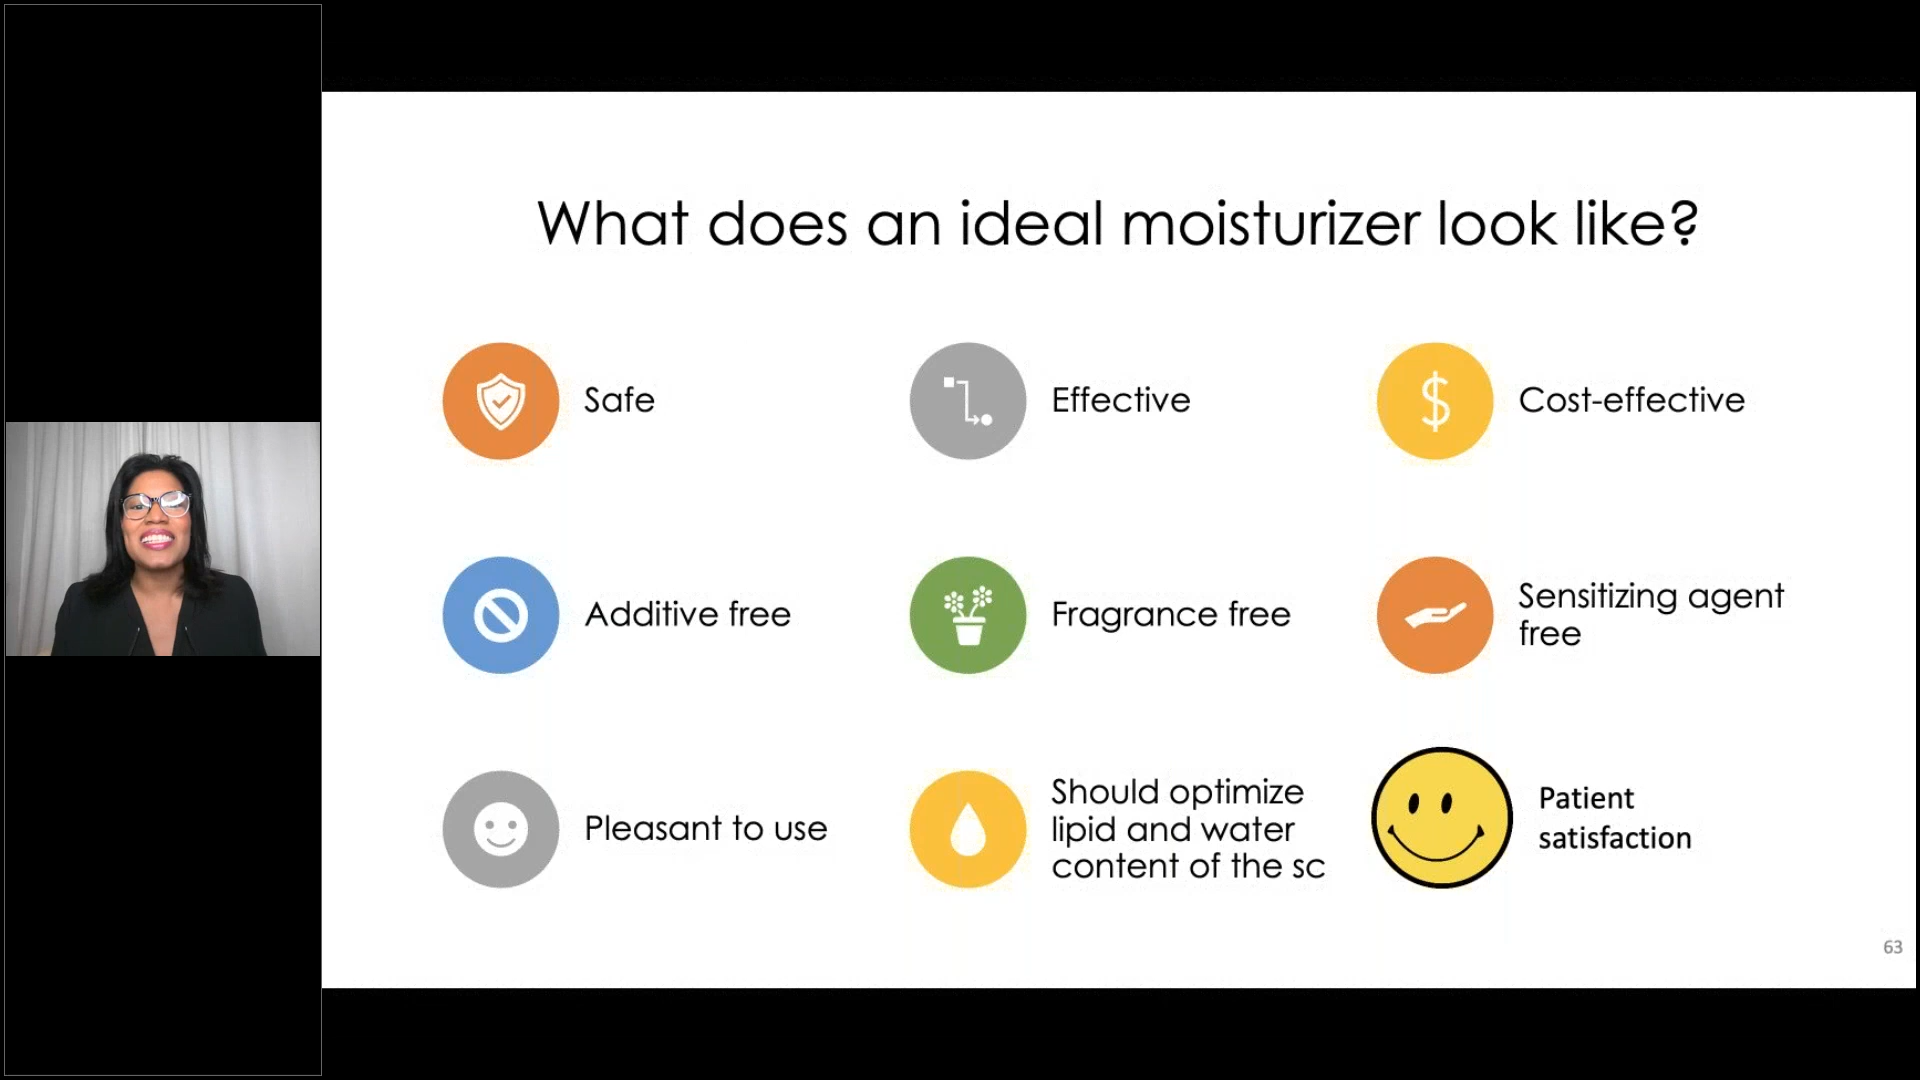 What does an ideal moisturizer look like?
Safe
Effective
$
Cost-effective
Additive free
Fragrance free
Sensitizing agent
free
Pleasant to use
Should optimize
lipid and water
content of the sc
Patient
satisfaction
63